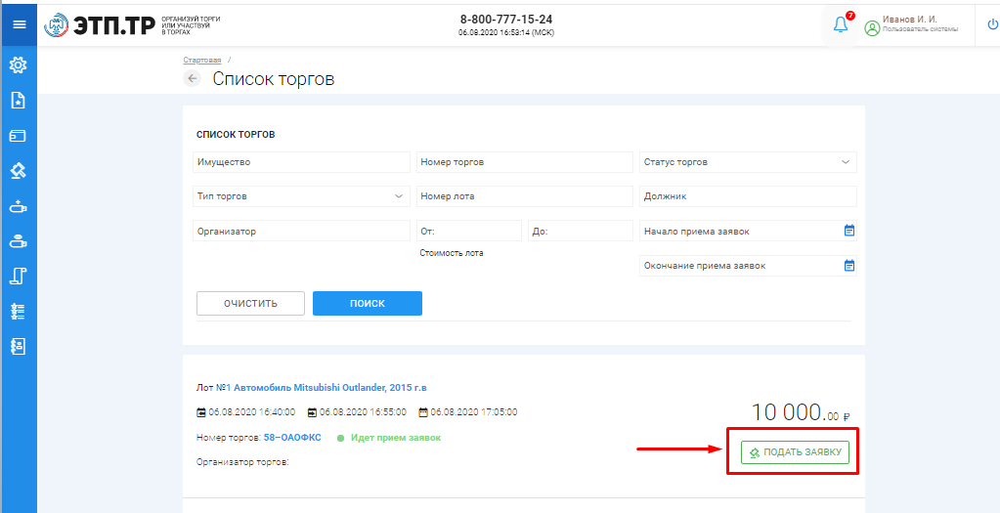 ЭТП.ТР
ОРГАНИЗУЙ ТОРГИ
ИЛИ УЧАСТВУЙ
В ТОРГАХ
8-800-777-15-24
06.08.2020 16:53:14 (МСК)
7
Иванов И. И.
Пользователь системы
Стартовая /
Список торгов
СПИСОК ТОРГОВ
Имущество
Номер торгов
Статус торгов
Тип торгов
Номер лота
Должник
Организатор
От:
До:
Начало приема заявок
Стоимость лота
Окончание приема заявок
ОЧИСТИТЬ
ПОИСК
Лот №1 Автомобиль Mitsubishi Outlander, 2015 г.в
06.08.2020 16:40:00 06.08.2020 16:55:00 06.08.2020 17:05:00
10 000.00 ₽
Номер торгов: 58–ОАОФКС Идет прием заявок
ПОДАТЬ ЗАЯВКУ
Организатор торгов: